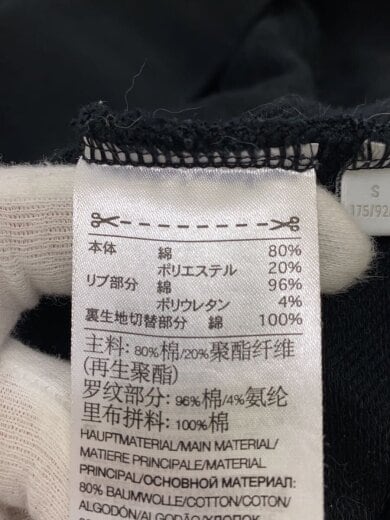 本体 綿 80%
ポリエステル 20%
リブ部分 綿 96%
ポリウレタン 4%
裏生地切替部分 綿 100%
主料: 80%棉/20%聚酯纤维
(再生聚酯)
罗纹部分: 96%棉/4%氨纶
里布拼料: 100%棉
HAUPTMATERIAL/MAIN MATERIAL/
MATIERE PRINCIPALE/MATERIAL
PRINCIPAL/ОСНОВНОЙ МАТЕРИАЛ:
80% BAUMWOLLE/COTTON/COTON/
ALGODÓN/ALGODÃO
S
175/92